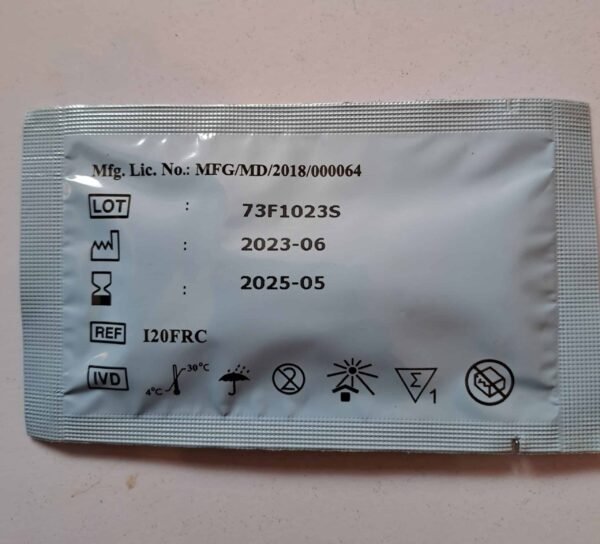 Mfg. Lic. No.: MFG/MD/2018/000064
LOT : 73F1023S
: 2023-06
: 2025-05
REF I20FRC
IVD 4°C 30°C 2 Σ 1